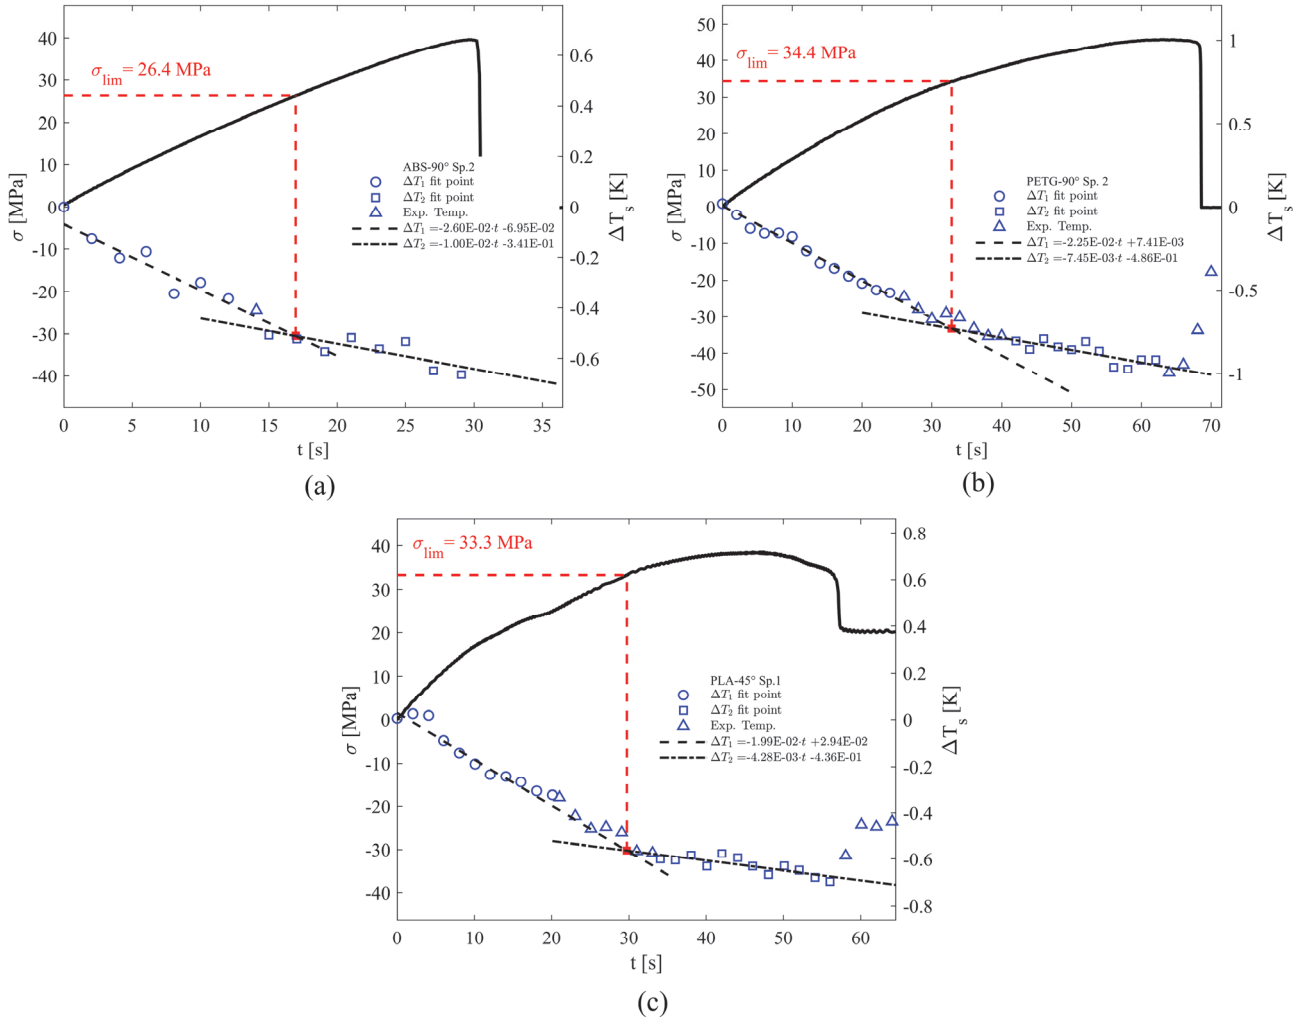 40
30
20
10
0
-10
-20
-30
-40
σ [MPa]
σlim= 26.4 MPa
ABS-90° Sp.2
ΔT1 fit point
ΔT2 fit point
Exp. Temp.
ΔT1 =-2.60E-02·t -6.95E-02
ΔT2 =-1.00E-02·t -3.41E-01
0.6
0.4
0.2
0
-0.2
-0.4
-0.6
ΔTs [K]
0 5 10 15 20 25 30 35
t [s]
(a)
50
40
30
20
10
0
-10
-20
-30
-40
-50
σ [MPa]
σlim= 34.4 MPa
PETG-90° Sp. 2
ΔT1 fit point
ΔT2 fit point
Exp. Temp.
ΔT1 =-2.25E-02·t +7.41E-03
ΔT2 =-7.45E-03·t -4.86E-01
1
0.5
0
-0.5
-1
ΔTs [K]
0 10 20 30 40 50 60 70
t [s]
(b)
40
30
20
10
0
-10
-20
-30
-40
σ [MPa]
σlim= 33.3 MPa
PLA-45° Sp.1
ΔT1 fit point
ΔT2 fit point
Exp. Temp.
ΔT1 =-1.99E-02·t +2.94E-02
ΔT2 =-4.28E-03·t -4.36E-01
0.8
0.6
0.4
0.2
0
-0.2
-0.4
-0.6
-0.8
ΔTs [K]
0 10 20 30 40 50 60
t [s]
(c)